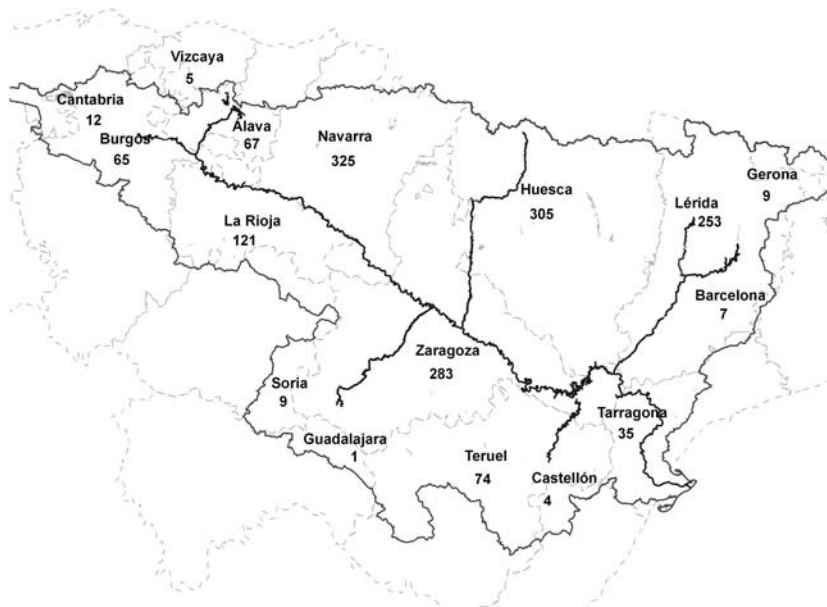 Vizcaya
5
Cantabria
12
Burgos
65
Álava
67
Navarra
325
La Rioja
121
Huesca
305
Gerona
9
Lérida
253
Barcelona
7
Zaragoza
283
Soria
9
Tarragona
35
Guadalajara
1
Teruel
74
Castellón
4